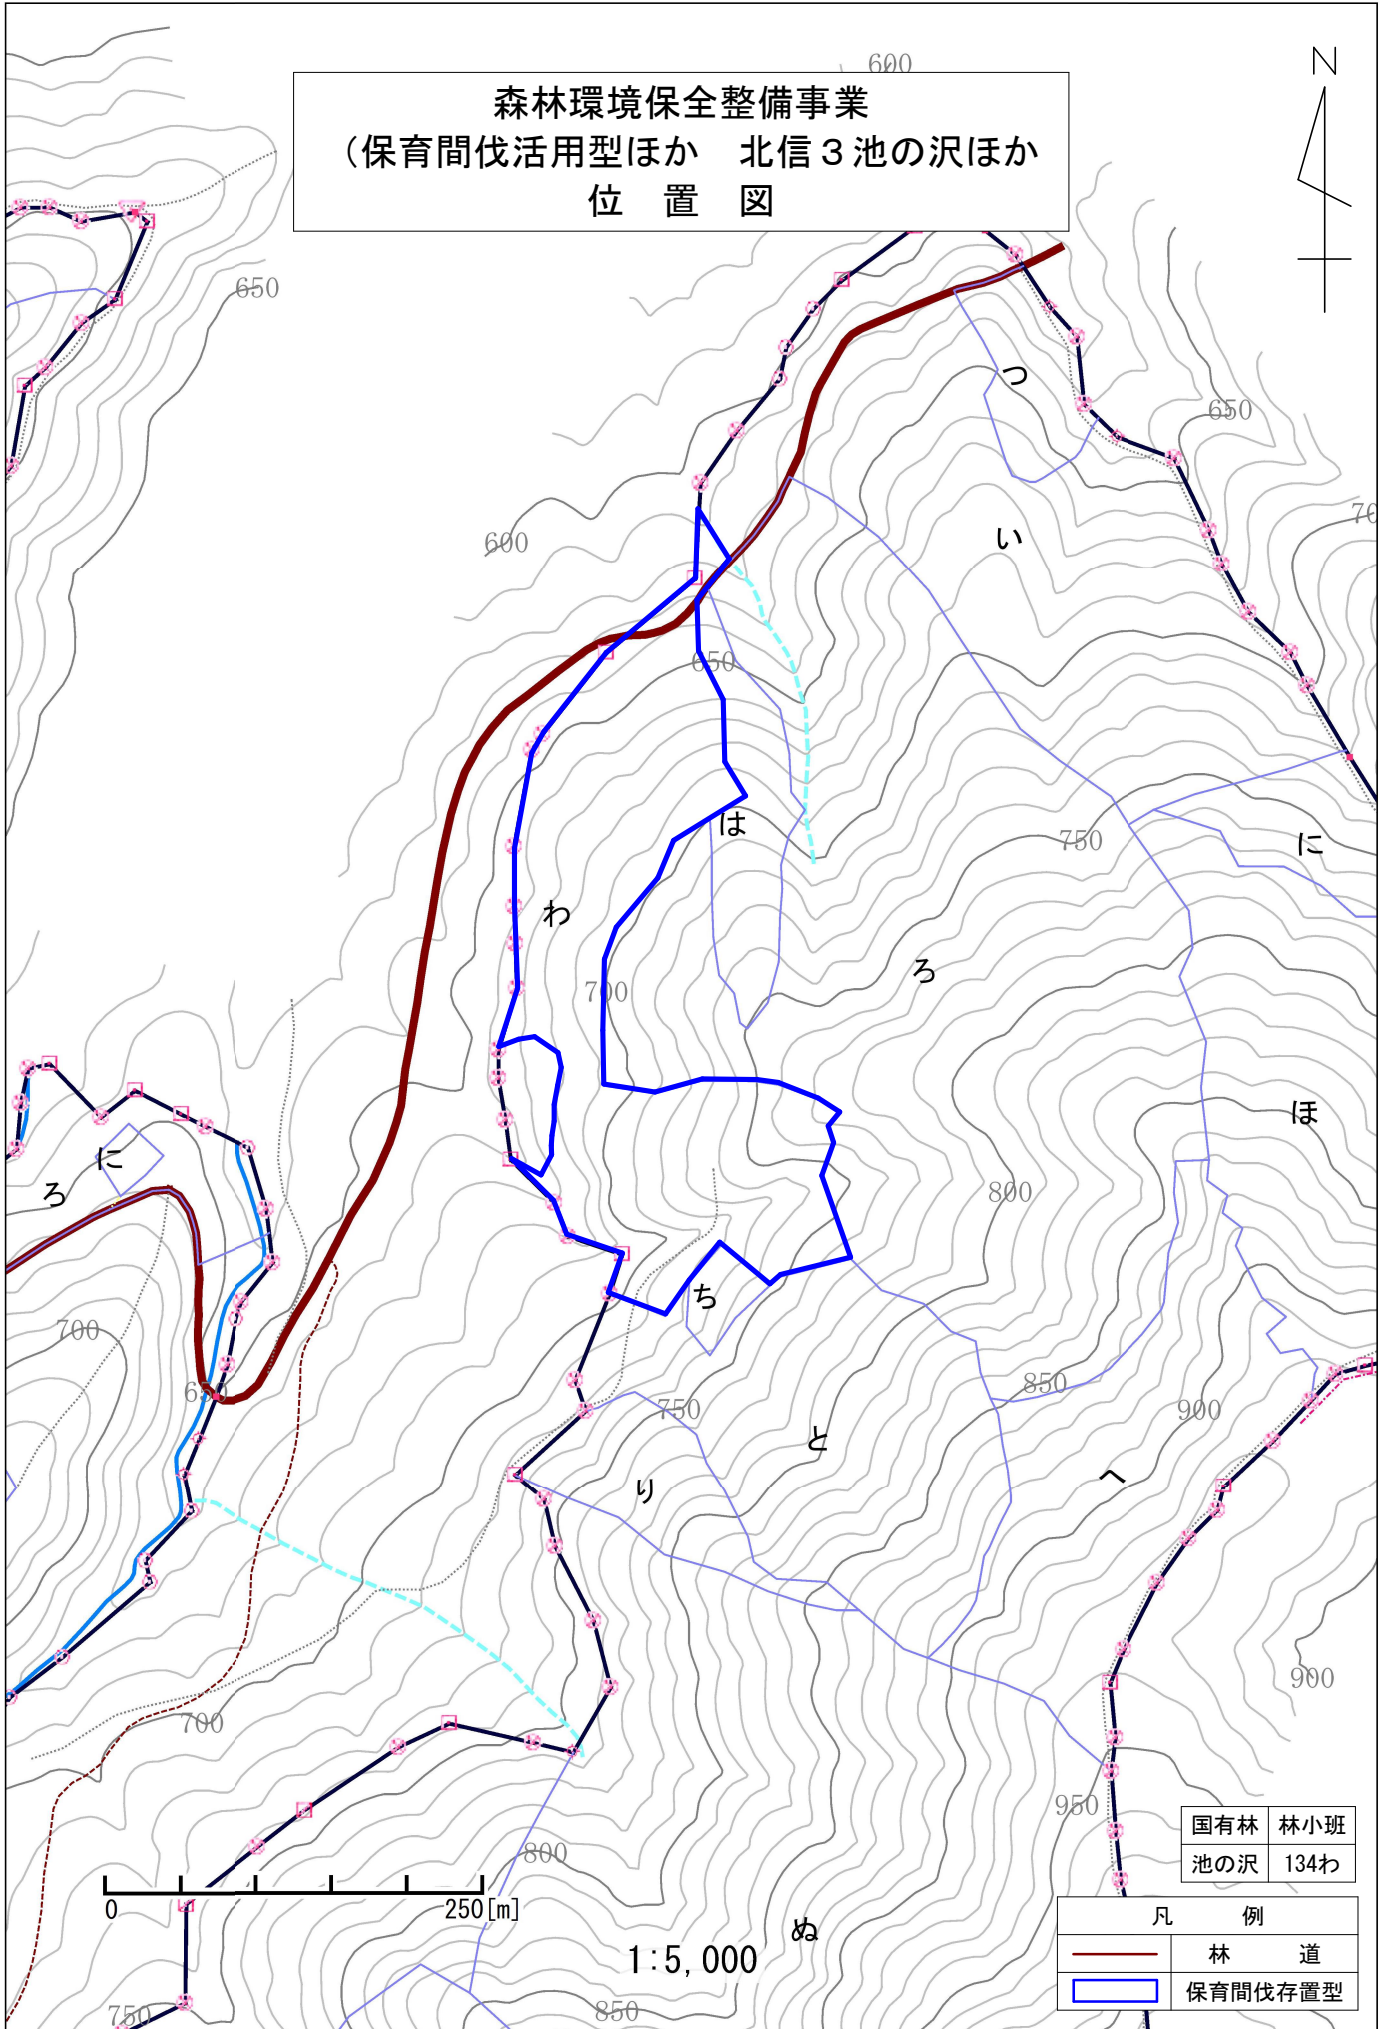 600
N
森林環境保全整備事業
（保育間伐活用型ほか　北信３池の沢ほか
位　置　図
650
つ
650
70
い
600
650
は
750
に
わ
ろ
700
ほ
に
ろ
800
ち
700
650
850
900
750
と
り
へ
900
700
950
国有林 林小班
池の沢 134わ
800
0 250[m]
凡　例
林　道
保育間伐存置型
ぬ
1:5,000
750
850